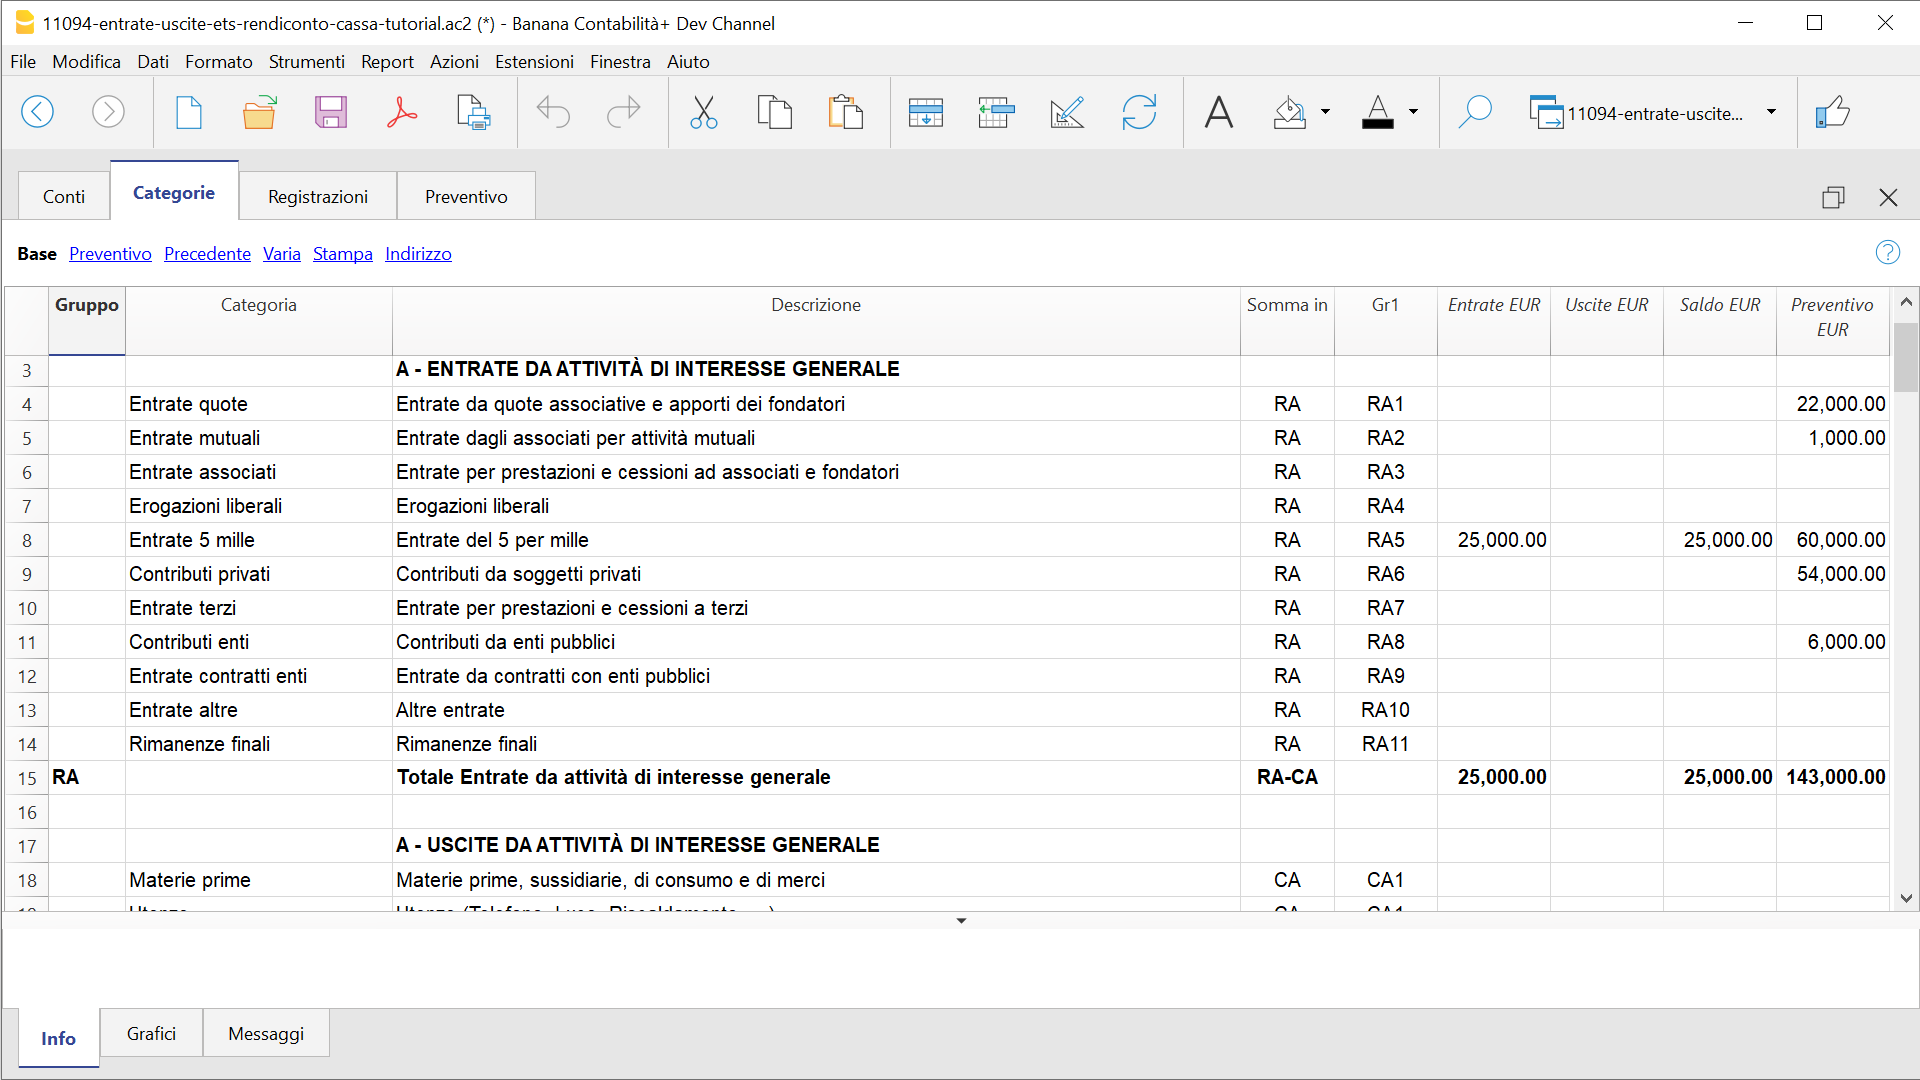 11094-entrate-uscite-ets-rendiconto-cassa-tutorial.ac2 (*) - Banana Contabilità+ Dev Channel
File Modifica Dati Formato Strumenti Report Azioni Estensioni Finestra Aiuto
11094-entrate-uscite...
Conti Categorie Registrazioni Preventivo
Base Preventivo Precedente Varia Stampa Indirizzo
Gruppo Categoria Descrizione Somma in Gr1 Entrate EUR Uscite EUR Saldo EUR Preventivo EUR
3 A - ENTRATE DA ATTIVITÀ DI INTERESSE GENERALE
4 Entrate quote Entrate da quote associative e apporti dei fondatori RA RA1 22,000.00
5 Entrate mutuali Entrate dagli associati per attività mutuali RA RA2 1,000.00
6 Entrate associati Entrate per prestazioni e cessioni ad associati e fondatori RA RA3
7 Erogazioni liberali Erogazioni liberali RA RA4
8 Entrate 5 mille Entrate del 5 per mille RA RA5 25,000.00 25,000.00 60,000.00
9 Contributi privati Contributi da soggetti privati RA RA6 54,000.00
10 Entrate terzi Entrate per prestazioni e cessioni a terzi RA RA7
11 Contributi enti Contributi da enti pubblici RA RA8 6,000.00
12 Entrate contratti enti Entrate da contratti con enti pubblici RA RA9
13 Entrate altre Altre entrate RA RA10
14 Rimanenze finali Rimanenze finali RA RA11
15 RA Totale Entrate da attività di interesse generale RA-CA 25,000.00 25,000.00 143,000.00
16
17 A - USCITE DA ATTIVITÀ DI INTERESSE GENERALE
18 Materie prime Materie prime, sussidiarie, di consumo e di merci CA CA1
Info Grafici Messaggi